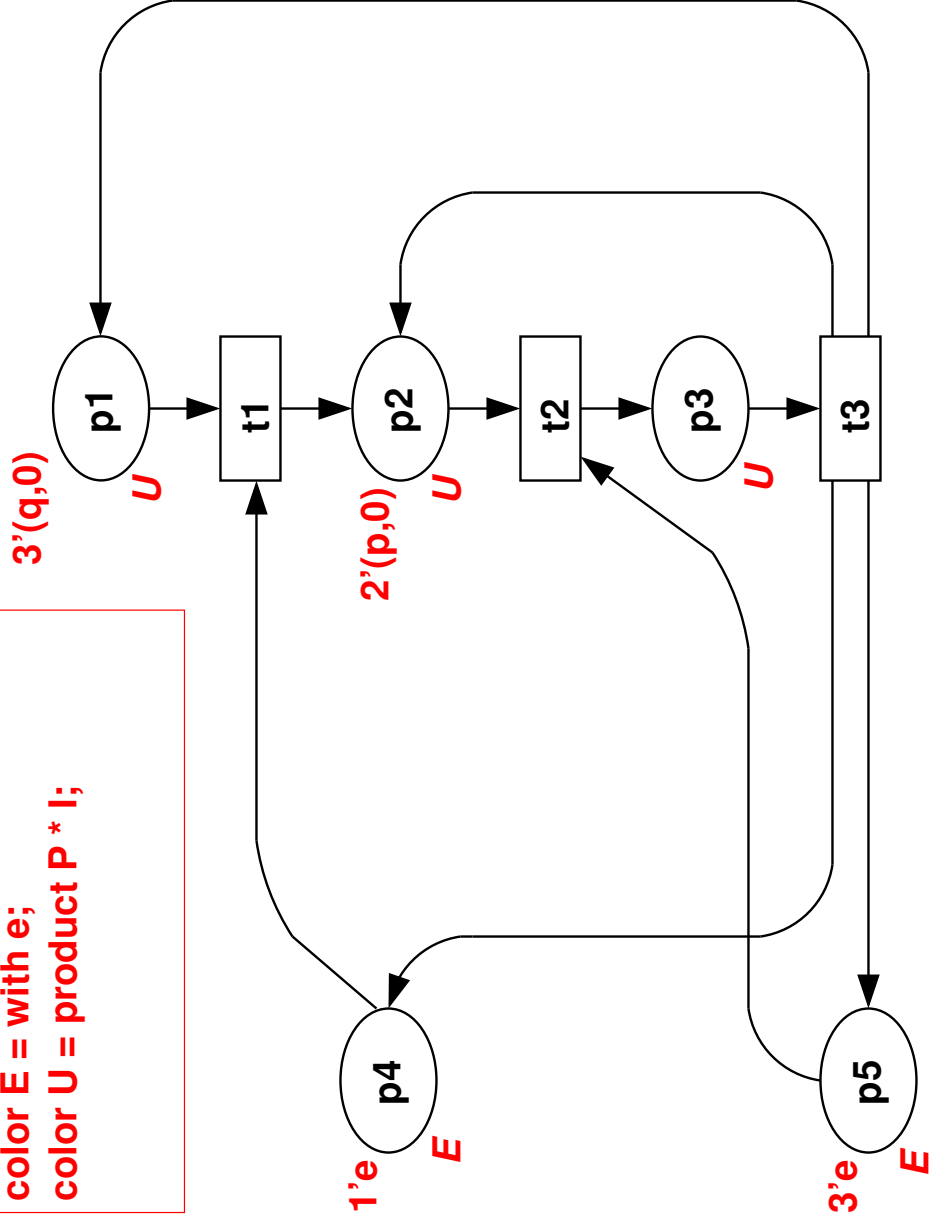 color E = with e;
color U = product P * I;
3'(q,0)
p1
U
t1
2'(p,0)
p2
U
t2
p3
U
t3
1'e
p4
E
3'e
p5
E